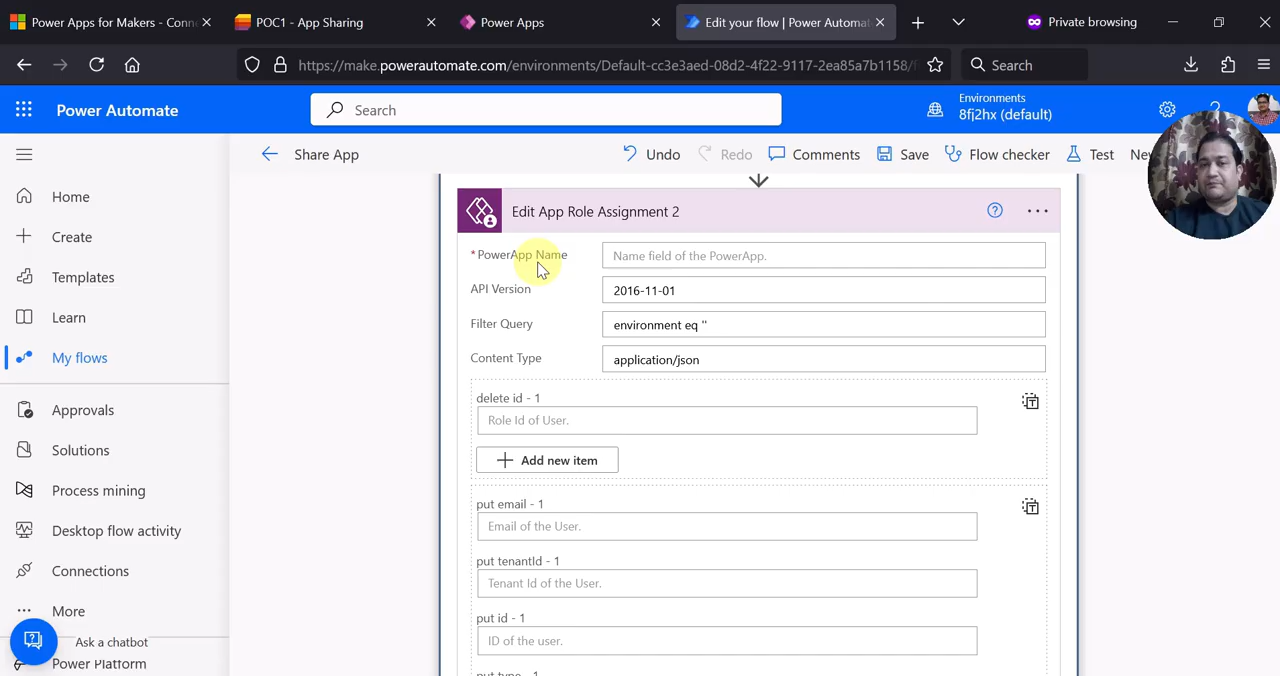 Power Apps for Makers - Conne
POC1 - App Sharing
Power Apps
Edit your flow | Power Automat
Private browsing
https://make.powerautomate.com/environments/Default-cc3e3aed-08d2-4f22-9117-2ea85a7b1158/f
Search
Power Automate
Search
Environments
8fj2hx (default)
Share App
Undo
Redo
Comments
Save
Flow checker
Test
Home
Create
Templates
Learn
My flows
Approvals
Solutions
Process mining
Desktop flow activity
Connections
More
Ask a chatbot
Power Platform
Edit App Role Assignment 2
* PowerApp Name
Name field of the PowerApp.
API Version
2016-11-01
Filter Query
environment eq ''
Content Type
application/json
delete id - 1
Role Id of User.
Add new item
put email - 1
Email of the User.
put tenantId - 1
Tenant Id of the User.
put id - 1
ID of the user.
put type - 1